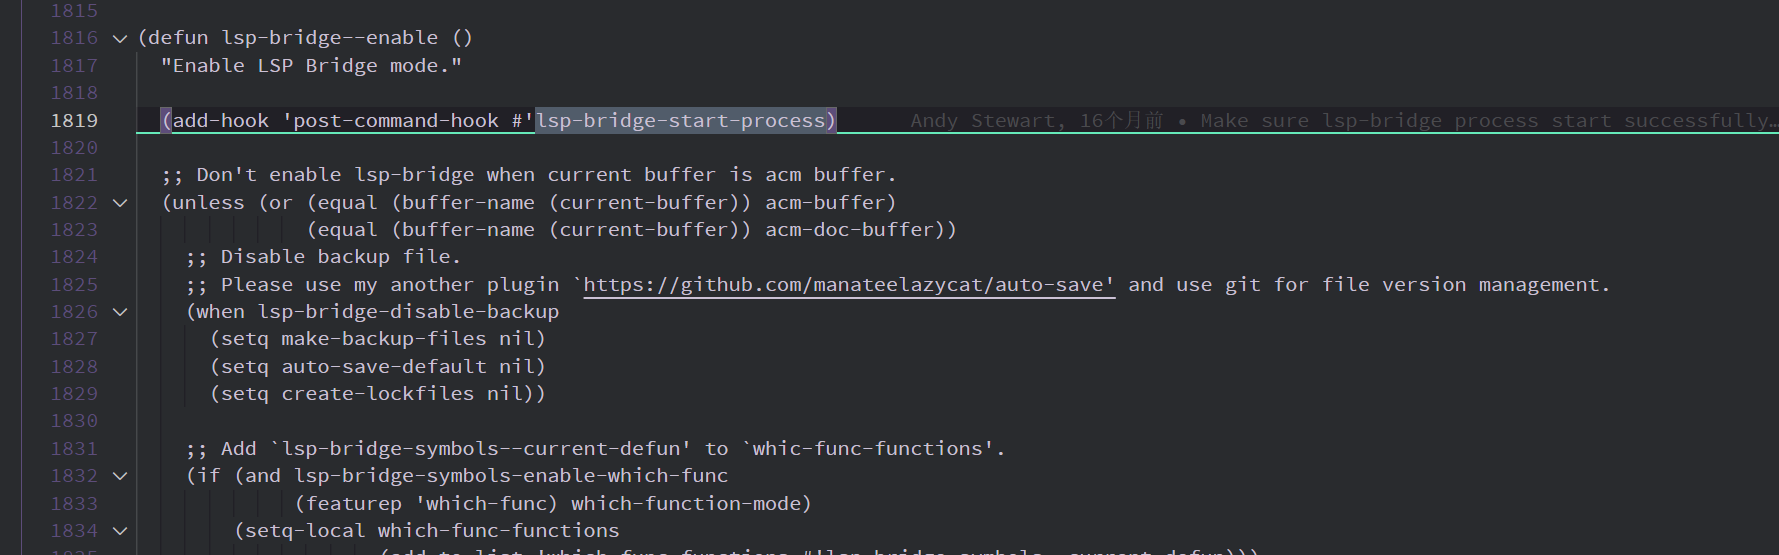 1815
1816 (defun lsp-bridge--enable ()
1817 "Enable LSP Bridge mode."
1818
1819 (add-hook 'post-command-hook #'lsp-bridge-start-process) Andy Stewart, 16个月前 • Make sure lsp-bridge process start successfully…
1820
1821 ;; Don't enable lsp-bridge when current buffer is acm buffer.
1822 (unless (or (equal (buffer-name (current-buffer)) acm-buffer)
1823 (equal (buffer-name (current-buffer)) acm-doc-buffer))
1824 ;; Disable backup file.
1825 ;; Please use my another plugin `https://github.com/manateelazycat/auto-save' and use git for file version management.
1826 (when lsp-bridge-disable-backup
1827 (setq make-backup-files nil)
1828 (setq auto-save-default nil)
1829 (setq create-lockfiles nil))
1830
1831 ;; Add `lsp-bridge-symbols--current-defun' to `whic-func-functions'.
1832 (if (and lsp-bridge-symbols-enable-which-func
1833 (featurep 'which-func) which-function-mode)
1834 (setq-local which-func-functions